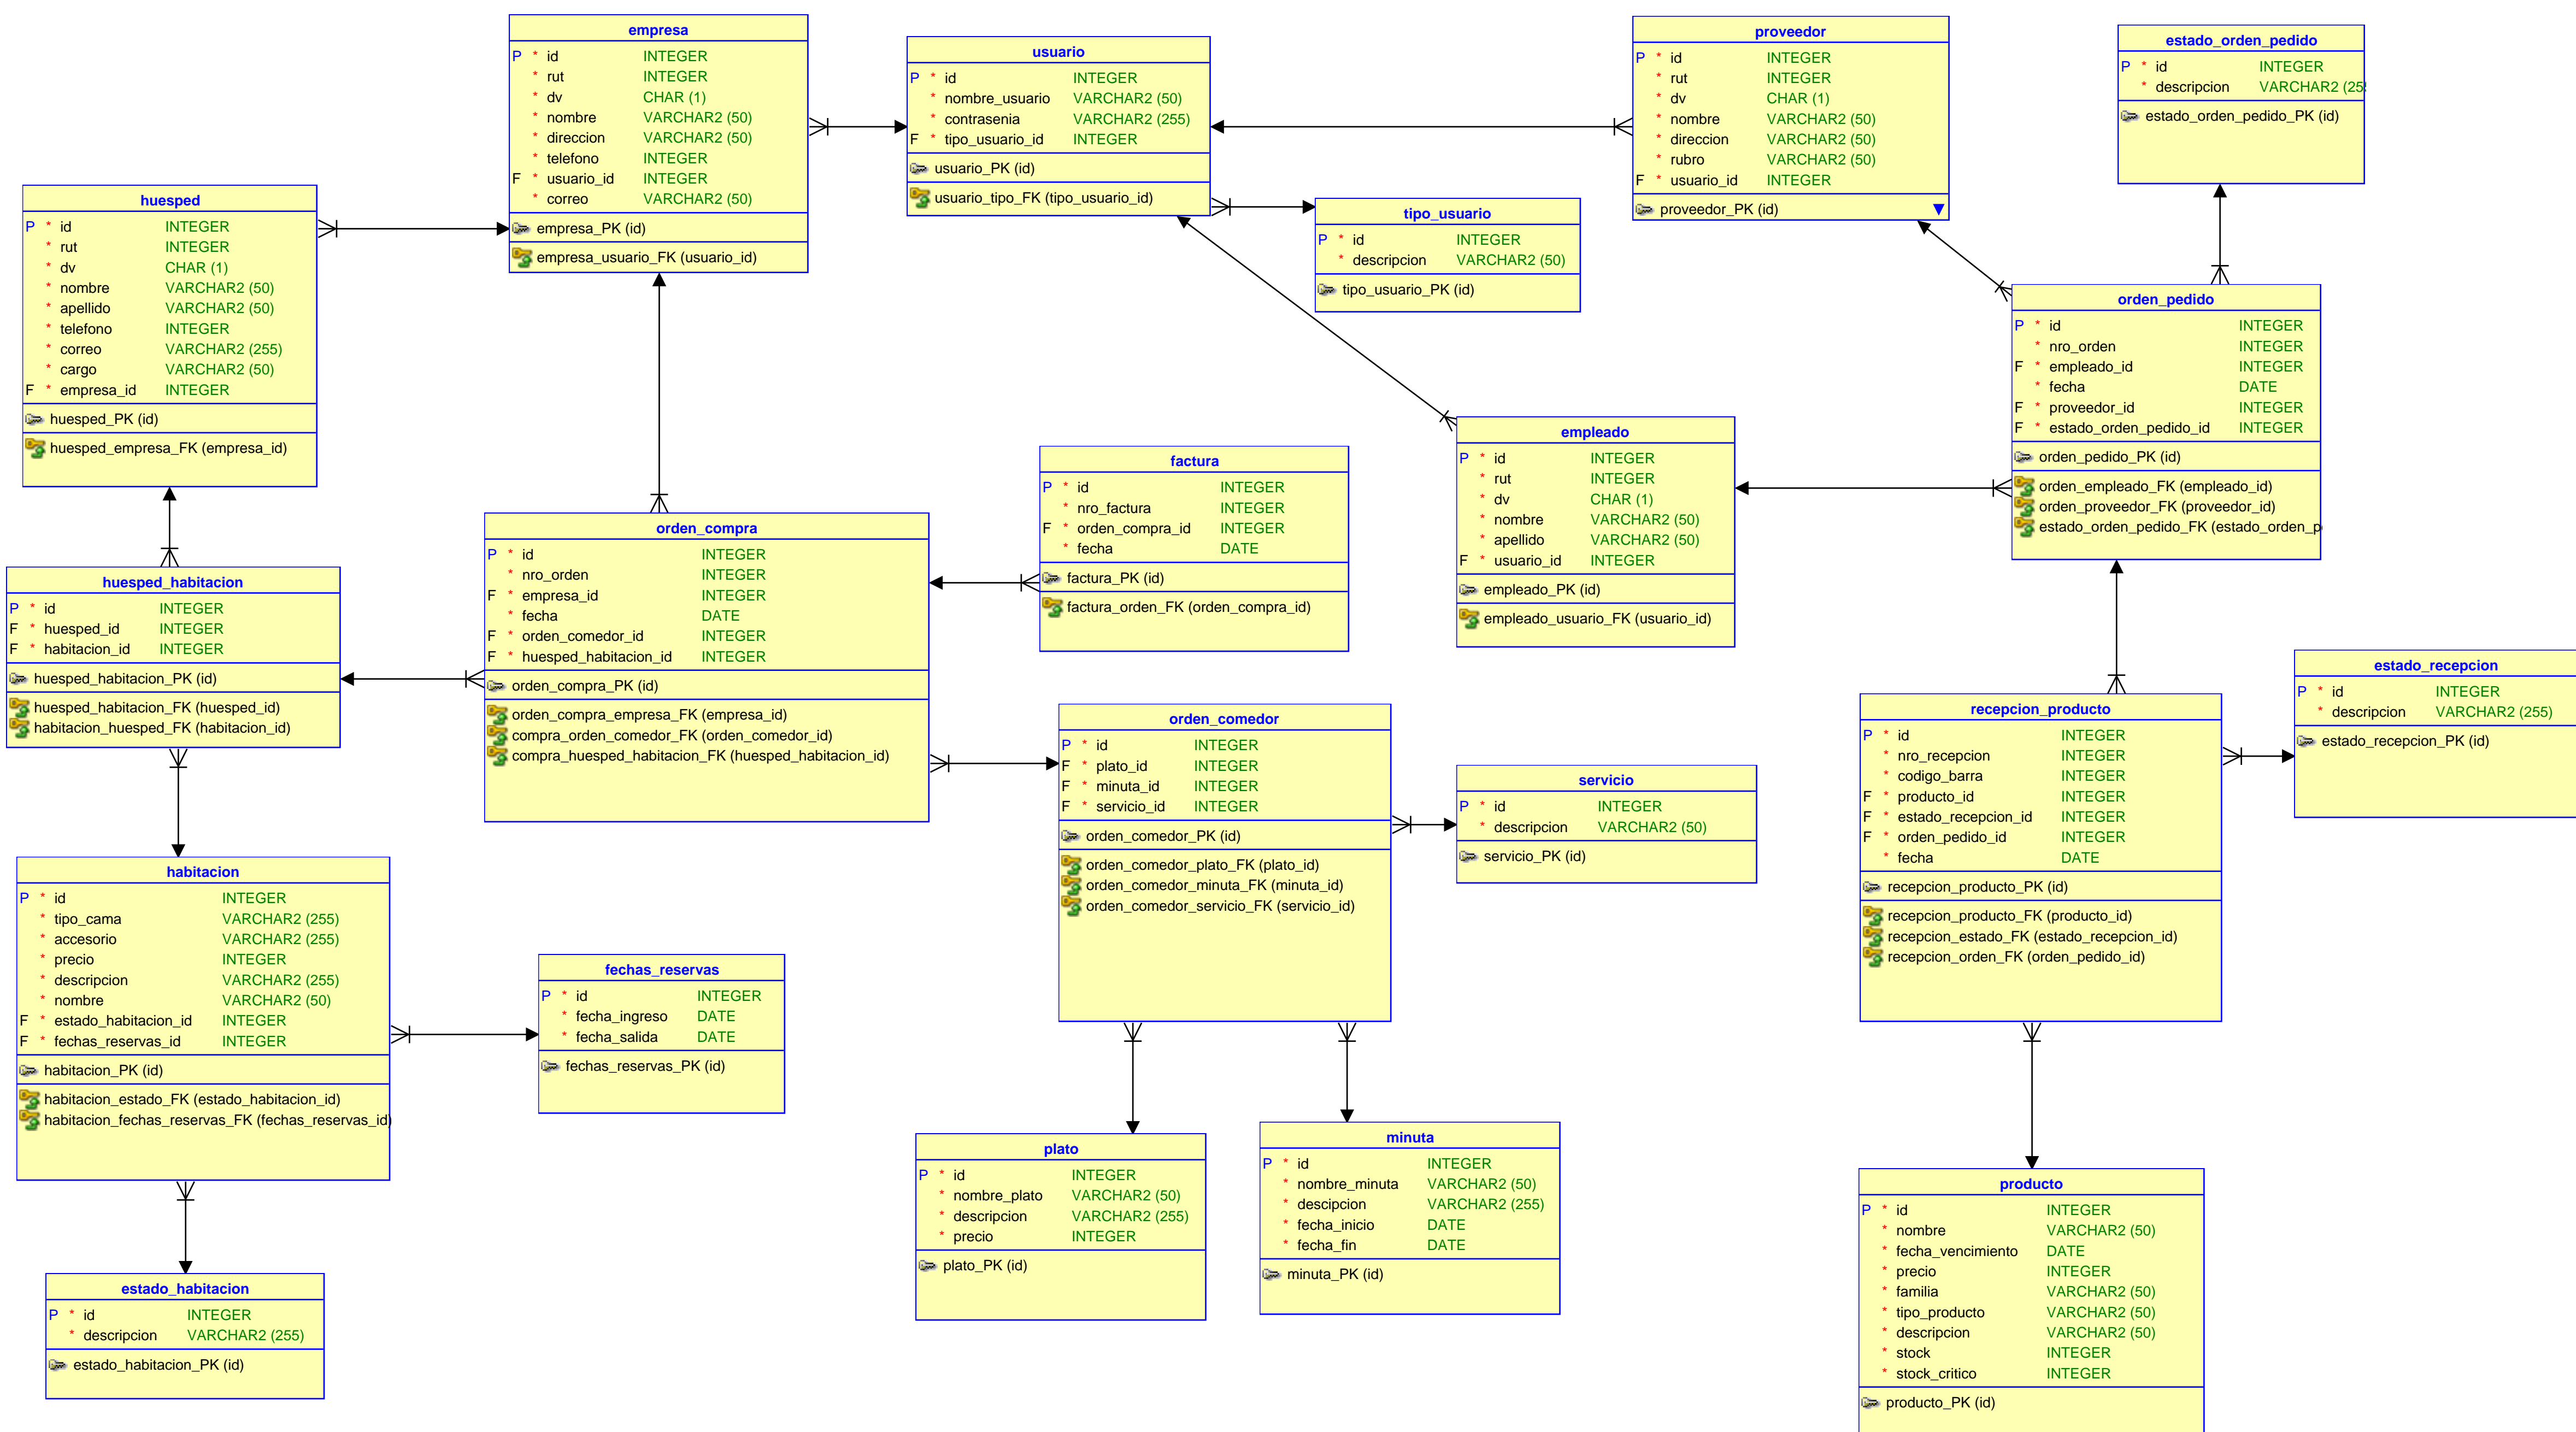 empresa
P * id INTEGER
* rut INTEGER
* dv CHAR (1)
* nombre VARCHAR2 (50)
* direccion VARCHAR2 (50)
* telefono INTEGER
F * usuario_id INTEGER
* correo VARCHAR2 (50)
empresa_PK (id)
empresa_usuario_FK (usuario_id)
usuario
P * id INTEGER
* nombre_usuario VARCHAR2 (50)
* contrasenia VARCHAR2 (255)
F * tipo_usuario_id INTEGER
usuario_PK (id)
usuario_tipo_FK (tipo_usuario_id)
proveedor
P * id INTEGER
* rut INTEGER
* dv CHAR (1)
* nombre VARCHAR2 (50)
* direccion VARCHAR2 (50)
* rubro VARCHAR2 (50)
F * usuario_id INTEGER
proveedor_PK (id)
estado_orden_pedido
P * id INTEGER
* descripcion VARCHAR2 (25
estado_orden_pedido_PK (id)
huesped
P * id INTEGER
* rut INTEGER
* dv CHAR (1)
* nombre VARCHAR2 (50)
* apellido VARCHAR2 (50)
* telefono INTEGER
* correo VARCHAR2 (255)
* cargo VARCHAR2 (50)
F * empresa_id INTEGER
huesped_PK (id)
huesped_empresa_FK (empresa_id)
tipo_usuario
P * id INTEGER
* descripcion VARCHAR2 (50)
tipo_usuario_PK (id)
orden_pedido
P * id INTEGER
* nro_orden INTEGER
F * empleado_id INTEGER
* fecha DATE
F * proveedor_id INTEGER
F * estado_orden_pedido_id INTEGER
orden_pedido_PK (id)
orden_empleado_FK (empleado_id)
orden_proveedor_FK (proveedor_id)
estado_orden_pedido_FK (estado_orden_p
empleado
P * id INTEGER
* rut INTEGER
* dv CHAR (1)
* nombre VARCHAR2 (50)
* apellido VARCHAR2 (50)
F * usuario_id INTEGER
empleado_PK (id)
empleado_usuario_FK (usuario_id)
factura
P * id INTEGER
* nro_factura INTEGER
F * orden_compra_id INTEGER
* fecha DATE
factura_PK (id)
factura_orden_FK (orden_compra_id)
orden_compra
P * id INTEGER
* nro_orden INTEGER
F * empresa_id INTEGER
* fecha DATE
F * orden_comedor_id INTEGER
F * huesped_habitacion_id INTEGER
orden_compra_PK (id)
orden_compra_empresa_FK (empresa_id)
compra_orden_comedor_FK (orden_comedor_id)
compra_huesped_habitacion_FK (huesped_habitacion_id)
huesped_habitacion
P * id INTEGER
F * huesped_id INTEGER
F * habitacion_id INTEGER
huesped_habitacion_PK (id)
huesped_habitacion_FK (huesped_id)
habitacion_huesped_FK (habitacion_id)
estado_recepcion
P * id INTEGER
* descripcion VARCHAR2 (255)
estado_recepcion_PK (id)
recepcion_producto
P * id INTEGER
* nro_recepcion INTEGER
* codigo_barra INTEGER
F * producto_id INTEGER
F * estado_recepcion_id INTEGER
F * orden_pedido_id INTEGER
* fecha DATE
recepcion_producto_PK (id)
recepcion_producto_FK (producto_id)
recepcion_estado_FK (estado_recepcion_id)
recepcion_orden_FK (orden_pedido_id)
orden_comedor
P * id INTEGER
F * plato_id INTEGER
F * minuta_id INTEGER
F * servicio_id INTEGER
orden_comedor_PK (id)
orden_comedor_plato_FK (plato_id)
orden_comedor_minuta_FK (minuta_id)
orden_comedor_servicio_FK (servicio_id)
servicio
P * id INTEGER
* descripcion VARCHAR2 (50)
servicio_PK (id)
habitacion
P * id INTEGER
* tipo_cama VARCHAR2 (255)
* accesorio VARCHAR2 (255)
* precio INTEGER
* descripcion VARCHAR2 (255)
* nombre VARCHAR2 (50)
F * estado_habitacion_id INTEGER
F * fechas_reservas_id INTEGER
habitacion_PK (id)
habitacion_estado_FK (estado_habitacion_id)
habitacion_fechas_reservas_FK (fechas_reservas_id)
fechas_reservas
P * id INTEGER
* fecha_ingreso DATE
* fecha_salida DATE
fechas_reservas_PK (id)
plato
P * id INTEGER
* nombre_plato VARCHAR2 (50)
* descripcion VARCHAR2 (255)
* precio INTEGER
plato_PK (id)
minuta
P * id INTEGER
* nombre_minuta VARCHAR2 (50)
* descipcion VARCHAR2 (255)
* fecha_inicio DATE
* fecha_fin DATE
minuta_PK (id)
producto
P * id INTEGER
* nombre VARCHAR2 (50)
* fecha_vencimiento DATE
* precio INTEGER
* familia VARCHAR2 (50)
* tipo_producto VARCHAR2 (50)
* descripcion VARCHAR2 (50)
* stock INTEGER
* stock_critico INTEGER
producto_PK (id)
estado_habitacion
P * id INTEGER
* descripcion VARCHAR2 (255)
estado_habitacion_PK (id)